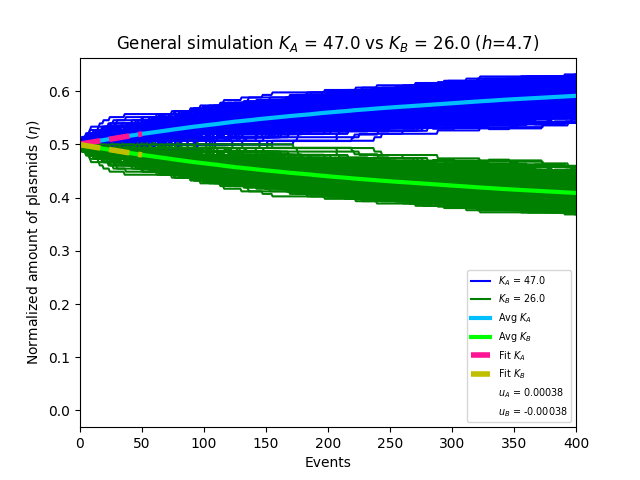 General simulation K_A = 47.0 vs K_B = 26.0 (h=4.7)
Normalized amount of plasmids (η)
0.6
0.5
0.4
0.3
0.2
0.1
0.0
K_A = 47.0
K_B = 26.0
Avg K_A
Avg K_B
Fit K_A
Fit K_B
u_A = 0.00038
u_B = -0.00038
0 50 100 150 200 250 300 350 400
Events